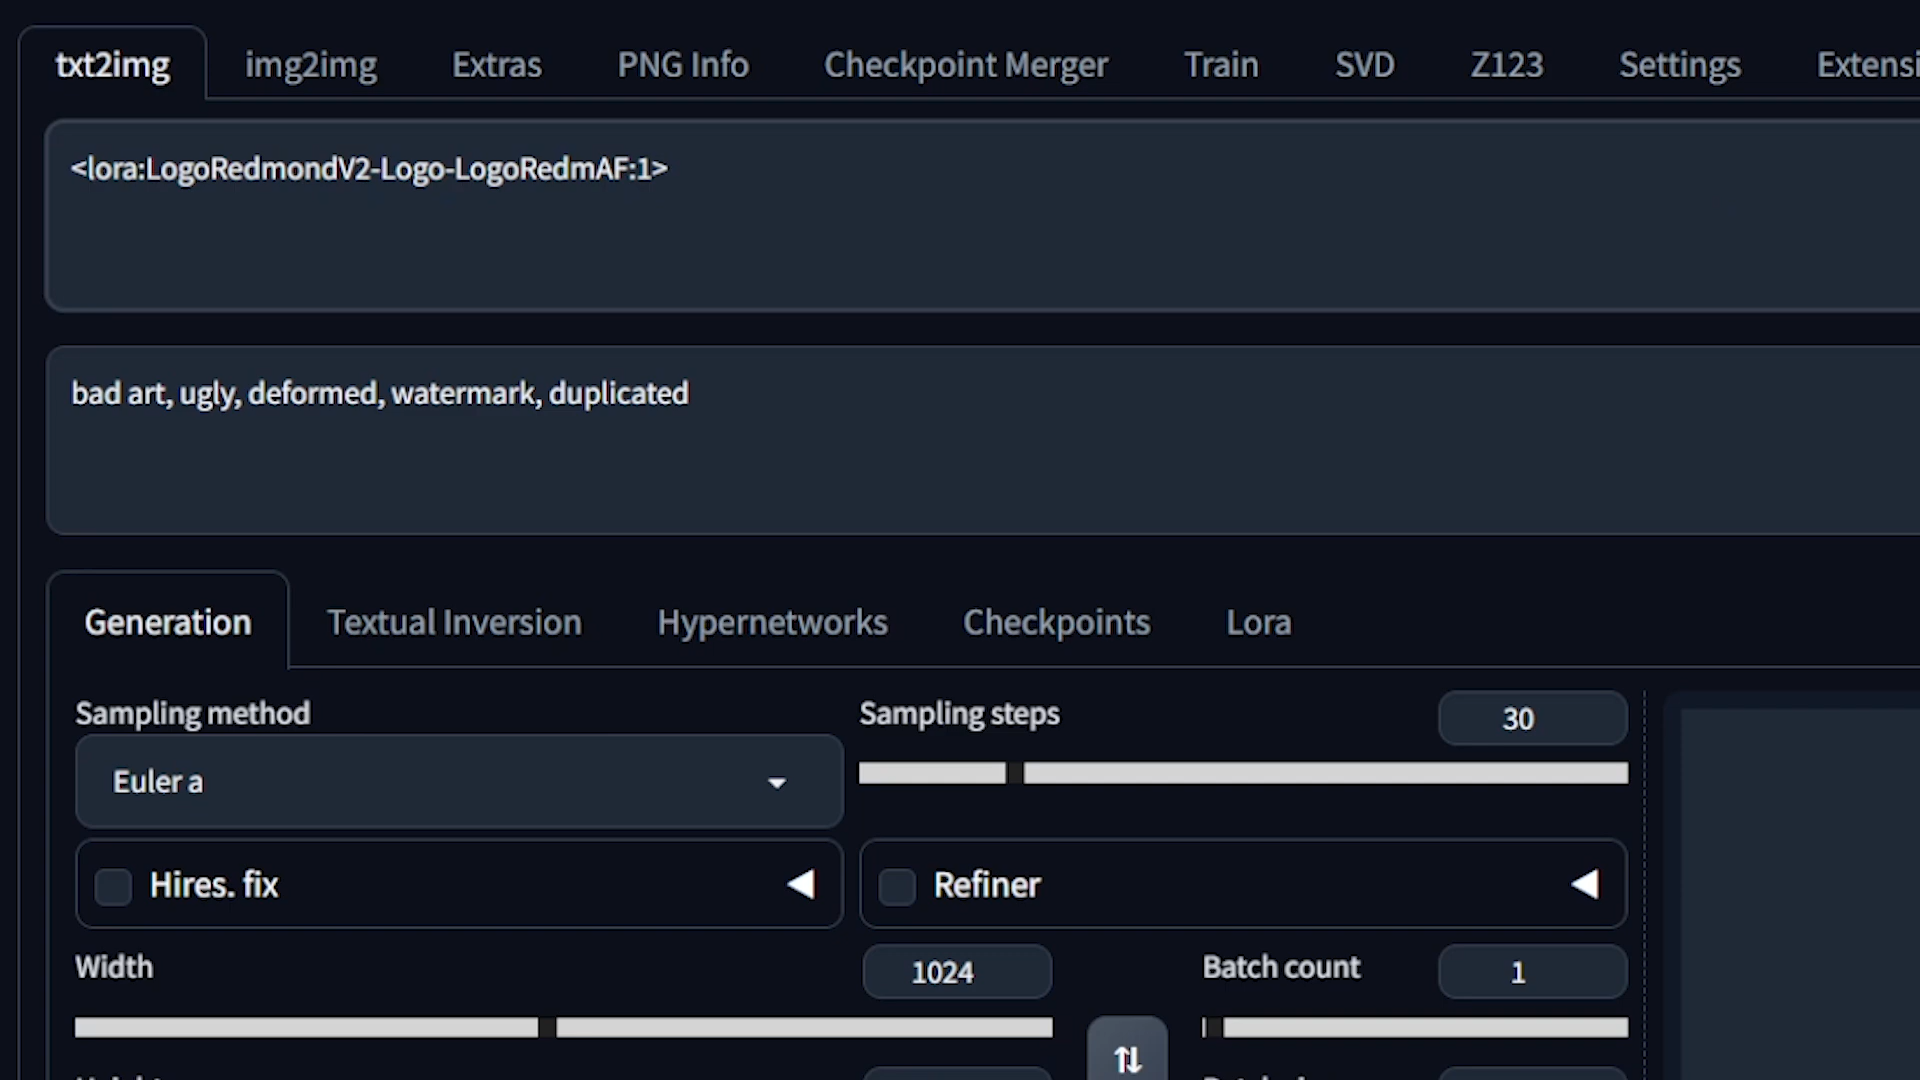 txt2img img2img Extras PNG Info Checkpoint Merger Train SVD Z123 Settings
<lora:LogoRedmondV2-Logo-LogoRedmAF:1>
bad art, ugly, deformed, watermark, duplicated
Generation Textual Inversion Hypernetworks Checkpoints Lora
Sampling method Sampling steps 30
Euler a
Hires. fix Refiner
Width 1024 Batch count 1